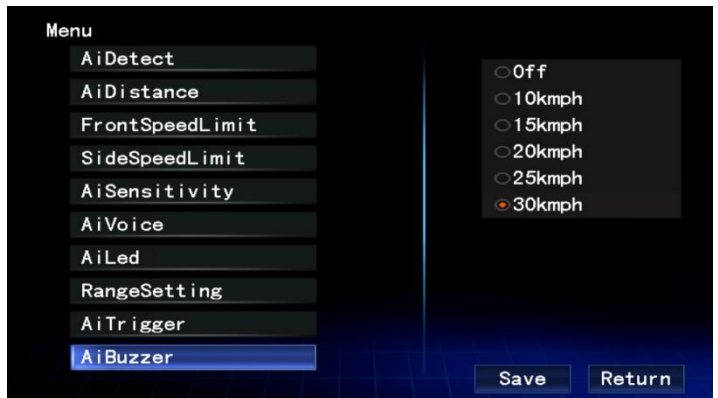 Menu
AiDetect
AiDistance
FrontSpeedLimit
SideSpeedLimit
AiSensitivity
AiVoice
AiLed
RangeSetting
AiTrigger
AiBuzzer
Off
10kmph
15kmph
20kmph
25kmph
30kmph
Save
Return